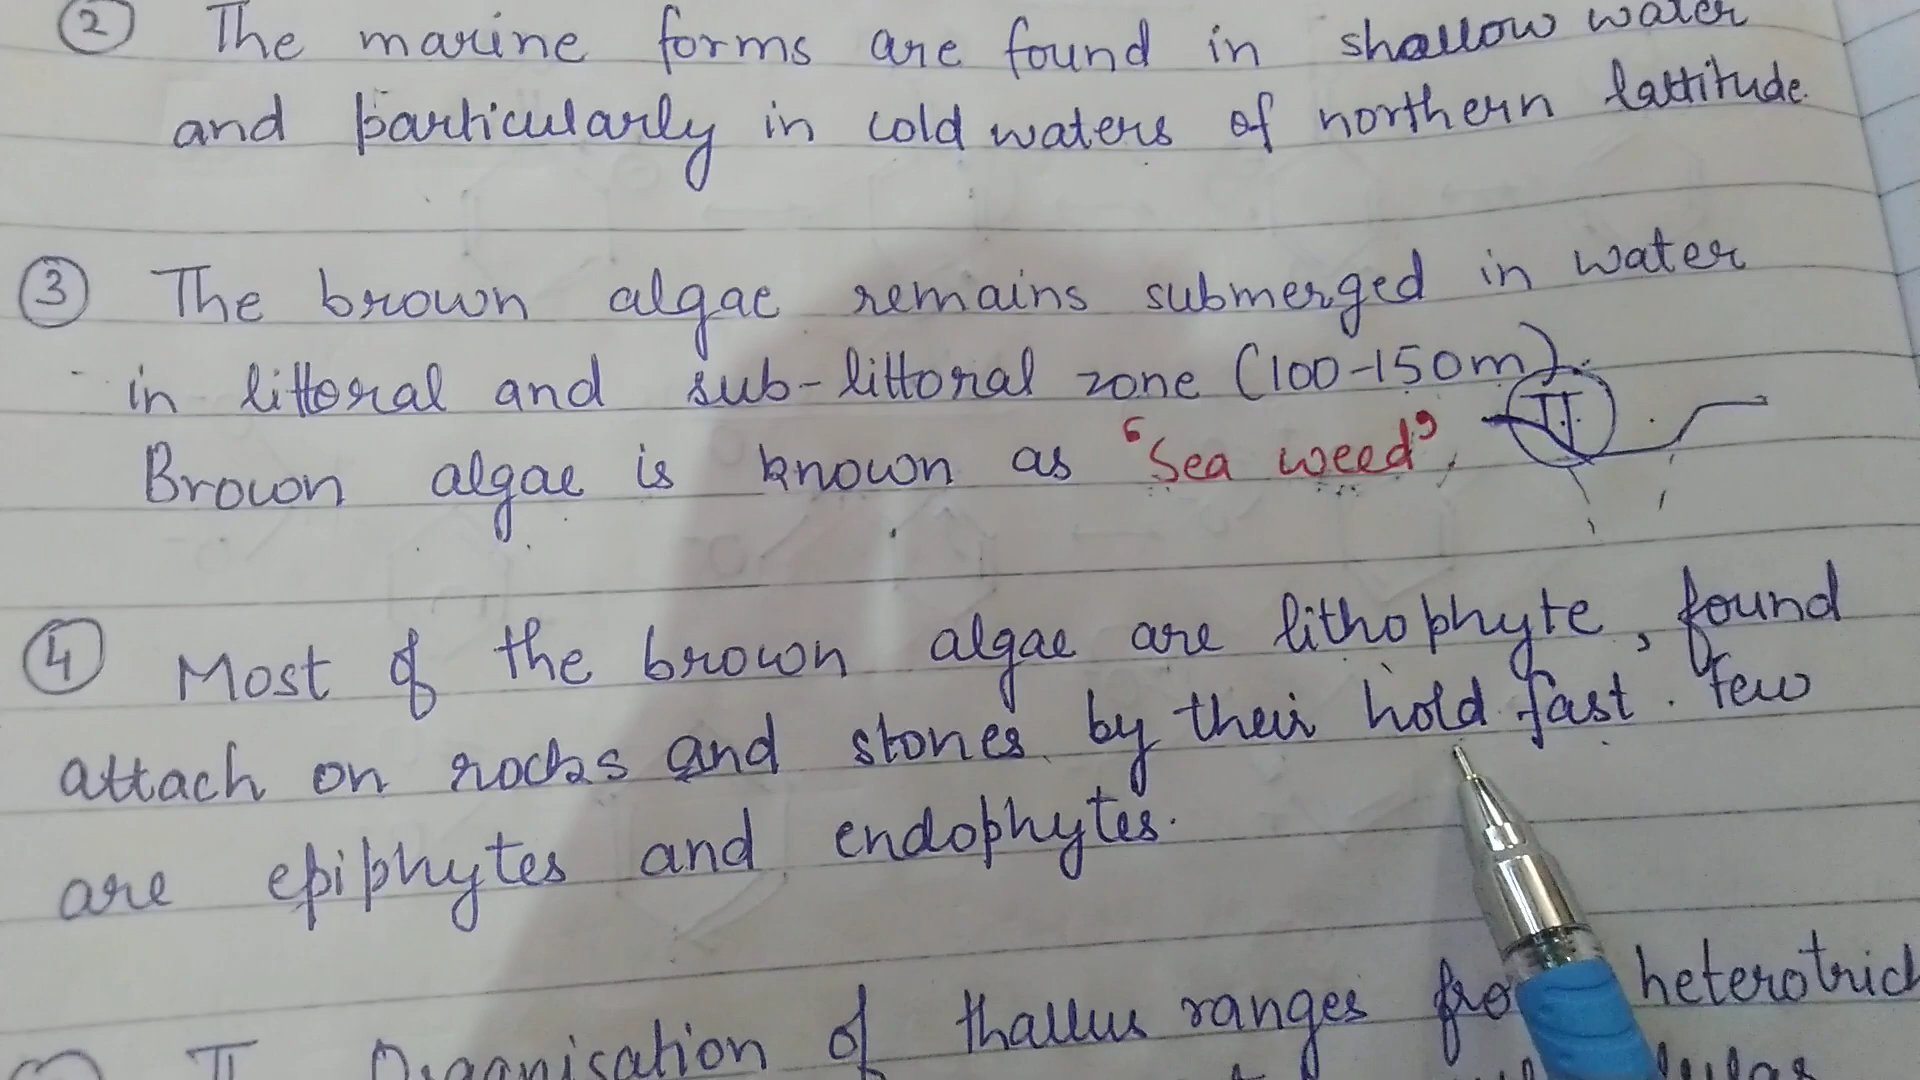 ② The marine forms are found in shallow water
and particularly in cold waters of northern lattitude.
③ The brown algae remains submerged in water
in littoral and sub-littoral zone (100-150m).
Brown algae is known as "Sea weed",
④ Most of the brown algae are lithophyte, found
attach on rocks and stones by their hold fast. Few
are epiphytes and endophytes.
Organisation of thallus ranges from heterotrich